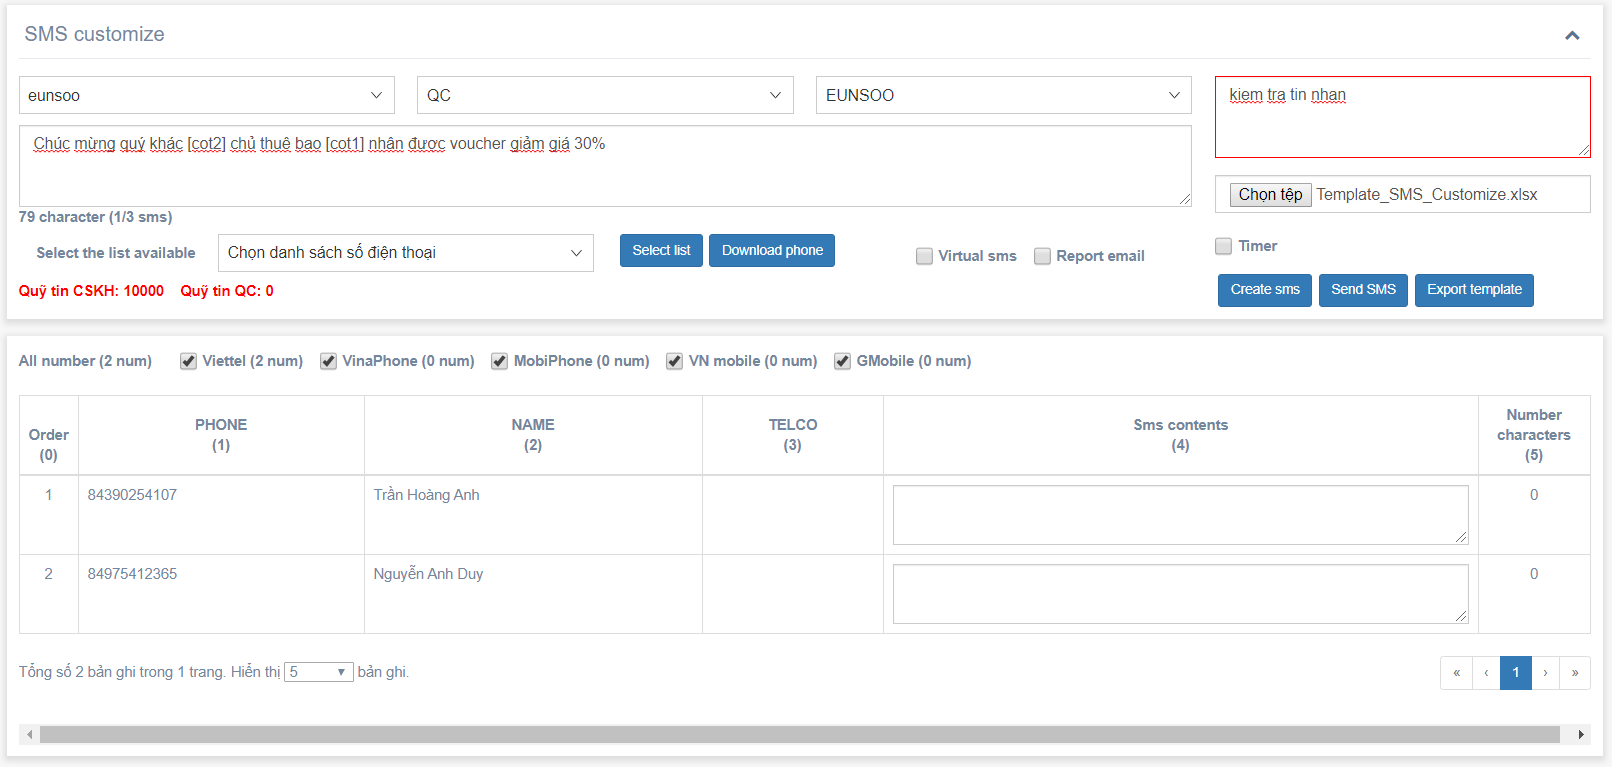 SMS customize
eunsoo QC EUNSOO kiem tra tin nhan
Chúc mừng quý khác [cot2] chủ thuê bao [cot1] nhân được voucher giảm giá 30%
Chọn tệp Template_SMS_Customize.xlsx
79 character (1/3 sms)
Select the list available Chọn danh sách số điện thoại Select list Download phone Virtual sms Report email Timer
Quỹ tin CSKH: 10000 Quỹ tin QC: 0 Create sms Send SMS Export template
All number (2 num) Viettel (2 num) VinaPhone (0 num) MobiPhone (0 num) VN mobile (0 num) GMobile (0 num)
Order
(0)
PHONE
(1)
NAME
(2)
TELCO
(3)
Sms contents
(4)
Number
characters
(5)
1 84390254107 Trần Hoàng Anh 0
2 84975412365 Nguyễn Anh Duy 0
Tổng số 2 bản ghi trong 1 trang. Hiển thị 5 bản ghi. « ‹ 1 › »